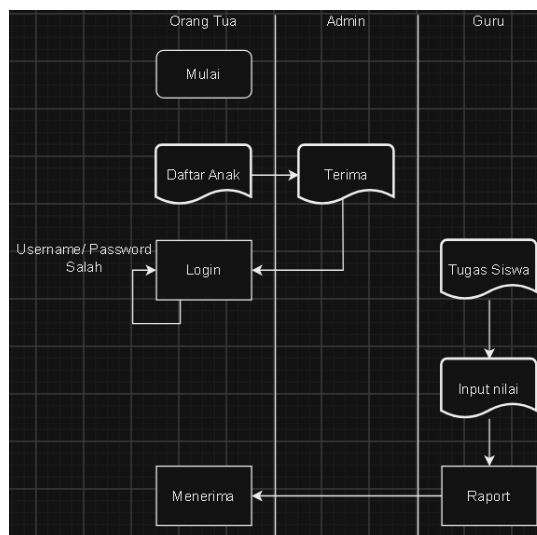 Orang Tua
Admin
Guru
Mulai
Daftar Anak
Terima
Username/ Password
Salah
Login
Tugas Siswa
Input nilai
Menerima
Raport